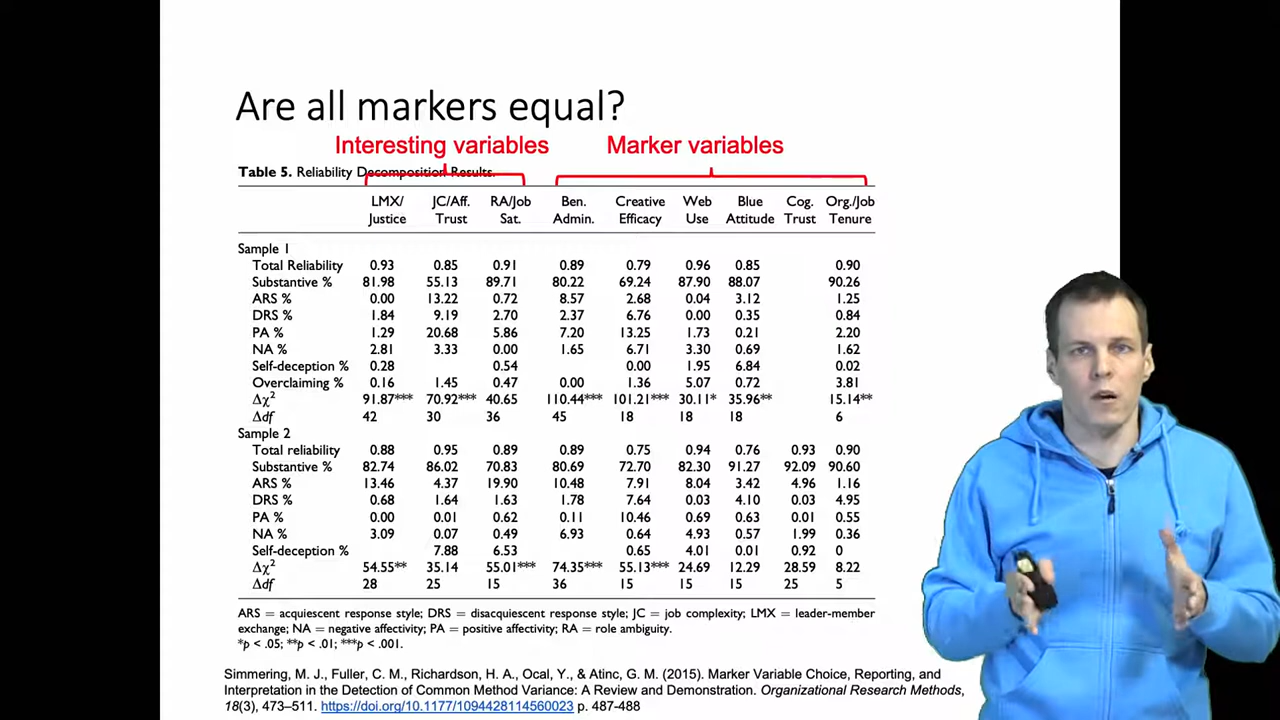 Are all markers equal?
Interesting variables Marker variables
Table 5. Reliability Decomposition Results.
LMX/ JC/Aff. RA/Job Ben. Creative Web Blue Cog. Org./Job
Justice Trust Sat. Admin. Efficacy Use Attitude Trust Tenure
Sample 1
Total Reliability 0.93 0.85 0.91 0.89 0.79 0.96 0.85 0.90
Substantive % 81.98 55.13 89.71 80.22 69.24 87.90 88.07 90.26
ARS % 0.00 13.22 0.72 8.57 2.68 0.04 3.12 1.25
DRS % 1.84 9.19 2.70 2.37 6.76 0.00 0.35 0.84
PA % 1.29 20.68 5.86 7.20 13.25 1.73 0.21 2.20
NA % 2.81 3.33 0.00 1.65 6.71 3.30 0.69 1.62
Self-deception % 0.28 0.54 0.00 1.95 6.84 0.02
Overclaiming % 0.16 1.45 0.47 0.00 1.36 5.07 0.72 3.81
Δχ² 91.87*** 70.92*** 40.65 110.44*** 101.21*** 30.11* 35.96** 15.14**
Δdf 42 30 36 45 18 18 18 6
Sample 2
Total reliability 0.88 0.95 0.89 0.89 0.75 0.94 0.76 0.93 0.90
Substantive % 82.74 86.02 70.83 80.69 72.70 82.30 91.27 92.09 90.60
ARS % 13.46 4.37 19.90 10.48 7.91 8.04 3.42 4.96 1.16
DRS % 0.68 1.64 1.63 1.78 7.64 0.03 4.10 0.03 4.95
PA % 0.00 0.01 0.62 0.11 10.46 0.69 0.63 0.01 0.55
NA % 3.09 0.07 0.49 6.93 0.64 4.93 0.57 1.99 0.36
Self-deception % 7.88 6.53 0.65 4.01 0.01 0.92 0
Δχ² 54.55** 35.14 55.01*** 74.35*** 55.13*** 24.69 12.29 28.59 8.22
Δdf 28 25 15 36 15 15 15 25 5
ARS = acquiescent response style; DRS = disacquiescent response style; JC = job complexity; LMX = leader-member
exchange; NA = negative affectivity; PA = positive affectivity; RA = role ambiguity.
*p < .05; **p < .01; ***p < .001.
Simmering, M. J., Fuller, C. M., Richardson, H. A., Ocal, Y., & Atinc, G. M. (2015). Marker Variable Choice, Reporting, and
Interpretation in the Detection of Common Method Variance: A Review and Demonstration. Organizational Research Methods,
18(3), 473–511. https://doi.org/10.1177/1094428114560023 p. 487-488